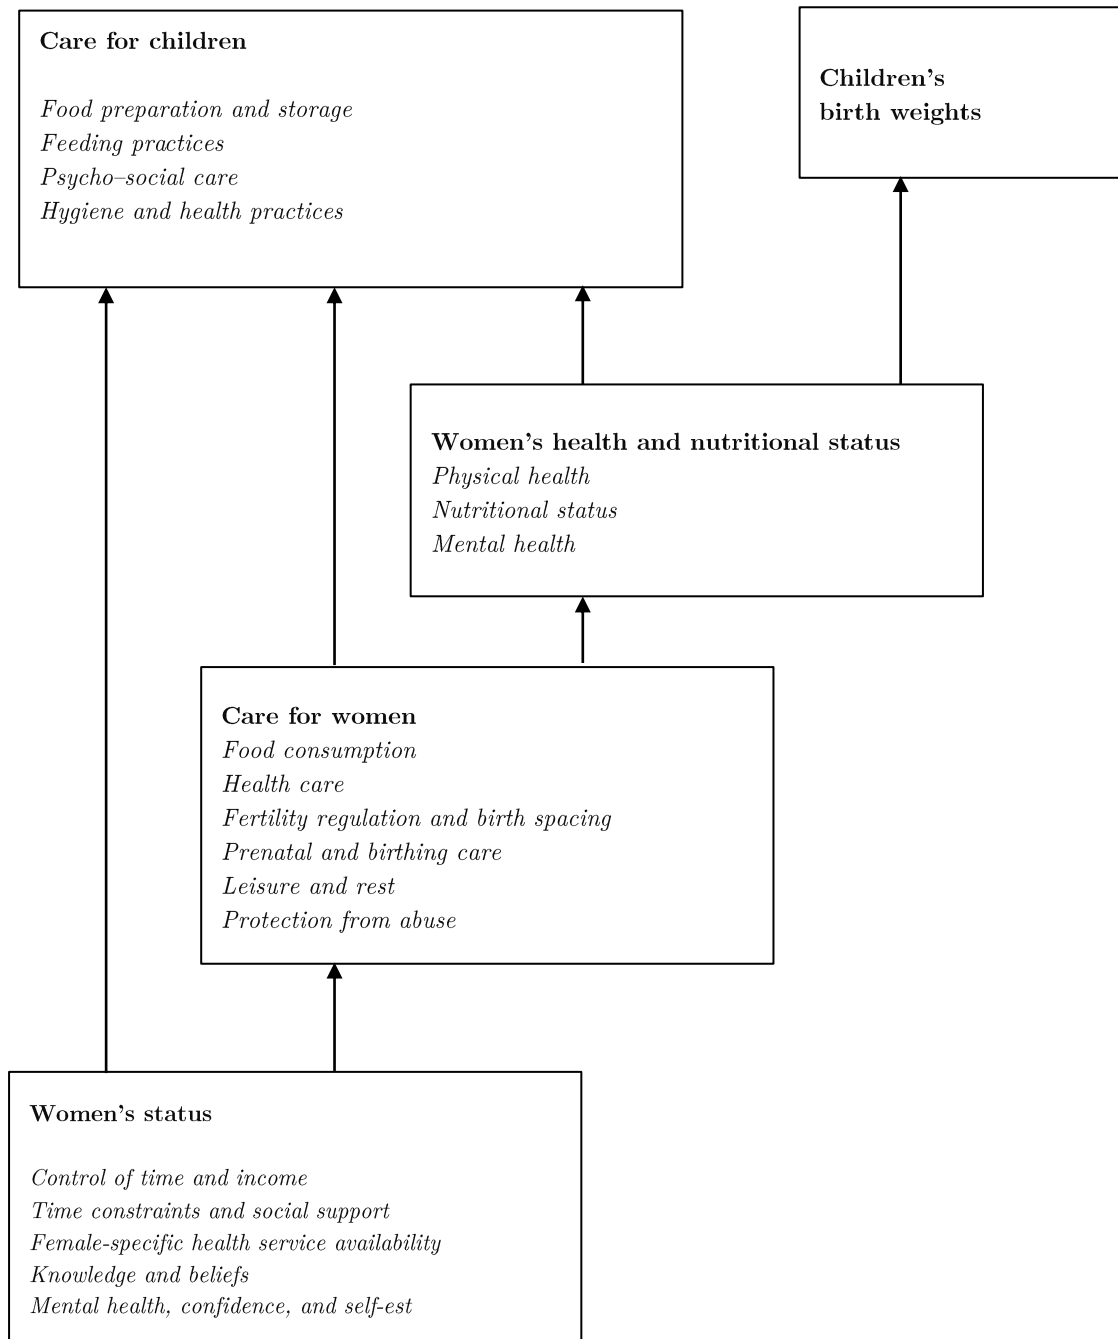 Care for children
Food preparation and storage
Feeding practices
Psycho–social care
Hygiene and health practices
Children's
birth weights
Women's health and nutritional status
Physical health
Nutritional status
Mental health
Care for women
Food consumption
Health care
Fertility regulation and birth spacing
Prenatal and birthing care
Leisure and rest
Protection from abuse
Women's status
Control of time and income
Time constraints and social support
Female-specific health service availability
Knowledge and beliefs
Mental health, confidence, and self-est